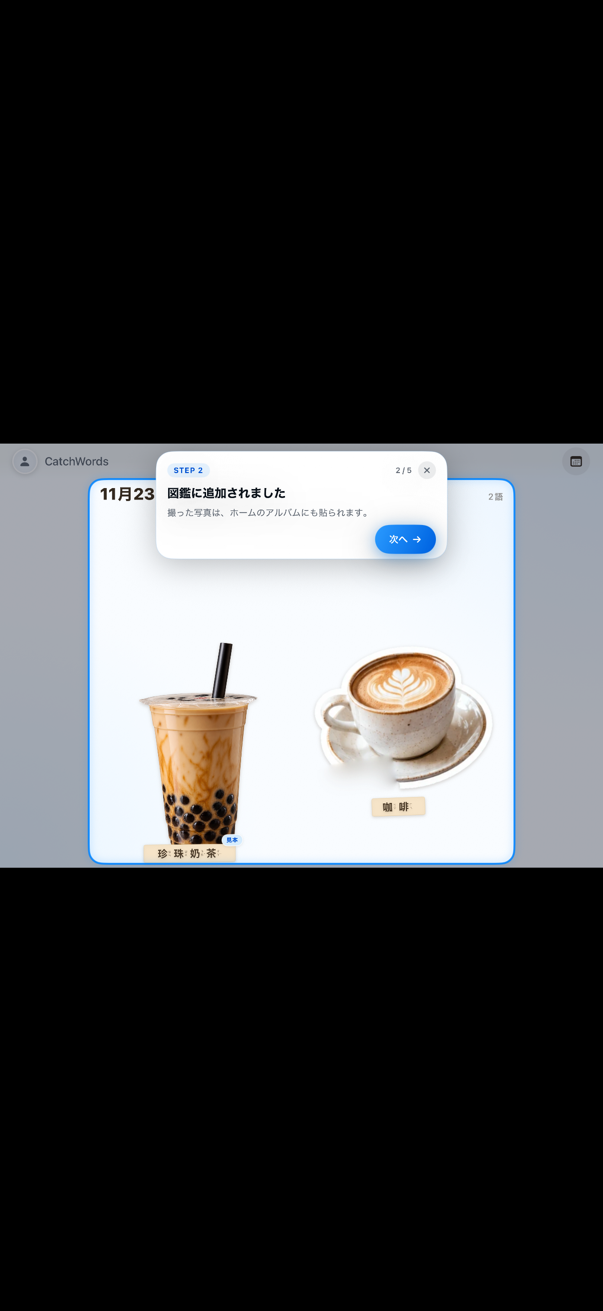 CatchWords
STEP 2
2 / 5
図鑑に追加されました
撮った写真は、ホームのアルバムにも貼られます。
次へ →
11月23
2語
咖啡
見本
珍珠奶茶